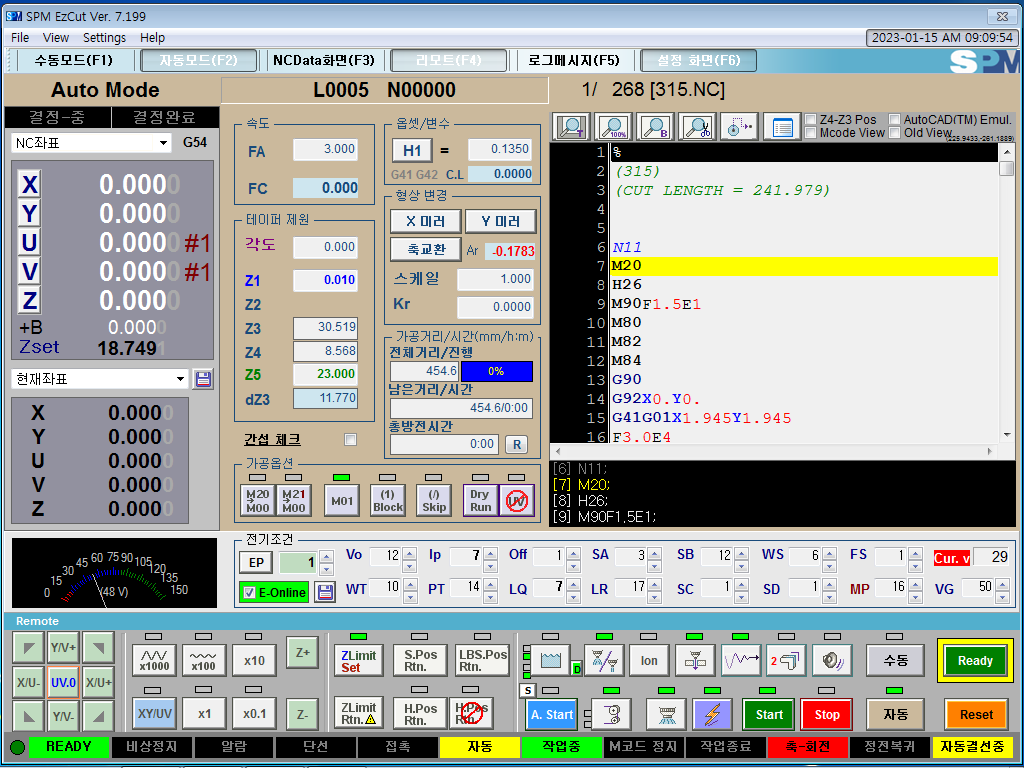 SPM EzCut Ver. 7.199
File View Settings Help
2023-01-15 AM 09:09:54
수동모드(F1) 자동모드(F2) NCData화면(F3) 리모트(F4) 로그메시지(F5) 설정 화면(F6) SPM
Auto Mode L0005 N00000 1/ 268 [315.NC]
결정-중 결정완료
NC좌표 G54
X 0.0000
Y 0.0000
U 0.0000 #1
V 0.0000 #1
Z 0.0000
+B 0.0000
Zset 18.7491
현재좌표
X 0.0000
Y 0.0000
U 0.0000
V 0.0000
Z 0.0000
속도
FA 3.000
FC 0.000
테이퍼 제원
각도 0.000
Z1 0.010
Z2
Z3 30.519
Z4 8.568
Z5 23.000
dZ3 11.770
간섭 체크
옵셋/변수
H1 = 0.1350
G41 G42 C.L 0.0000
형상 변경
X 미러 Y 미러
축교환 Ar -0.1783
스케일 1.000
Kr 0.0000
가공거리/시간(mm/h:m)
전체거리/진행
454.6 0%
남은거리/시간
454.6/0:00
총방전시간
0:00 R
가공옵션
M20 M00 M21 M00 M01 (1) Block (/) Skip Dry Run UV
T 100% B
Z4-Z3 Pos AutoCAD(TM) Emul.
Mcode View Old View
(225.9433,-261.1889)
1 %
2 (315)
3 (CUT LENGTH = 241.979)
4
5
6 N11
7 M20
8 H26
9 M90F1.5E1
10 M80
11 M82
12 M84
13 G90
14 G92X0.Y0.
15 G41G01X1.945Y1.945
16 F3.0E4
[6] N11;
[7] M20;
[8] H26;
[9] M90F1.5E1;
0 15 30 45 60 75 90 105 120 135 150
(48 V)
전기조건
EP 1 Vo 12 Ip 7 Off 1 SA 3 SB 12 WS 6 FS 1 Cur. v 29
E-Online WT 10 PT 14 LQ 7 LR 17 SC 1 SD 1 MP 16 VG 50
Remote
Y/V+ x1000 x100 x10 Z+ ZLimit Set S.Pos Rtn. LBS.Pos Rtn. D Ion 2 수동 Ready
X/U- UV.0 X/U+
Y/V- XY/UV x1 x0.1 Z- ZLimit Rtn. H.Pos Rtn. H.Pos Rtn. S A. Start Start Stop 자동 Reset
READY 비상정지 알람 단선 접촉 자동 작업중 M코드 정지 작업종료 축-회전 정전복귀 자동결선중